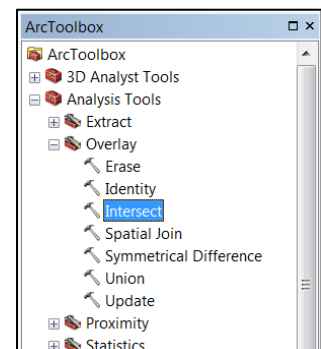 ArcToolbox
ArcToolbox
3D Analyst Tools
Analysis Tools
Extract
Overlay
Erase
Identity
Intersect
Spatial Join
Symmetrical Difference
Union
Update
Proximity
Statistics